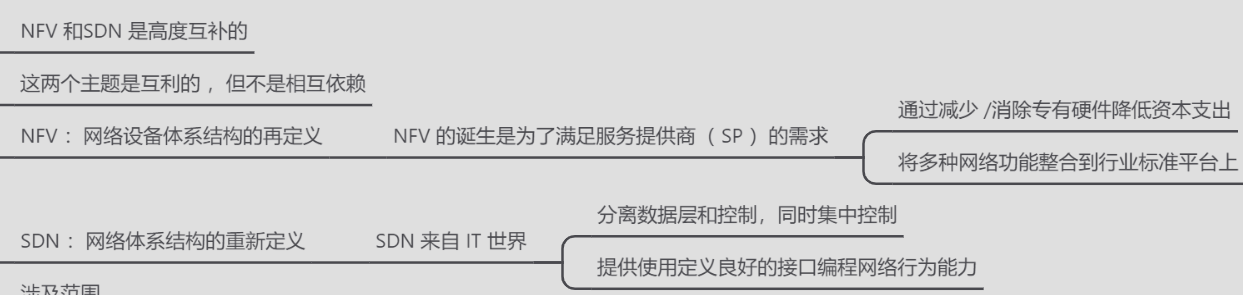 NFV 和SDN 是高度互补的
这两个主题是互利的 ，但不是相互依赖
NFV ：网络设备体系结构的再定义
NFV 的诞生是为了满足服务提供商 （ SP ）的需求
通过减少 /消除专有硬件降低资本支出
将多种网络功能整合到行业标准平台上
SDN ：网络体系结构的重新定义
SDN 来自 IT 世界
分离数据层和控制，同时集中控制
提供使用定义良好的接口编程网络行为能力
涉及范围